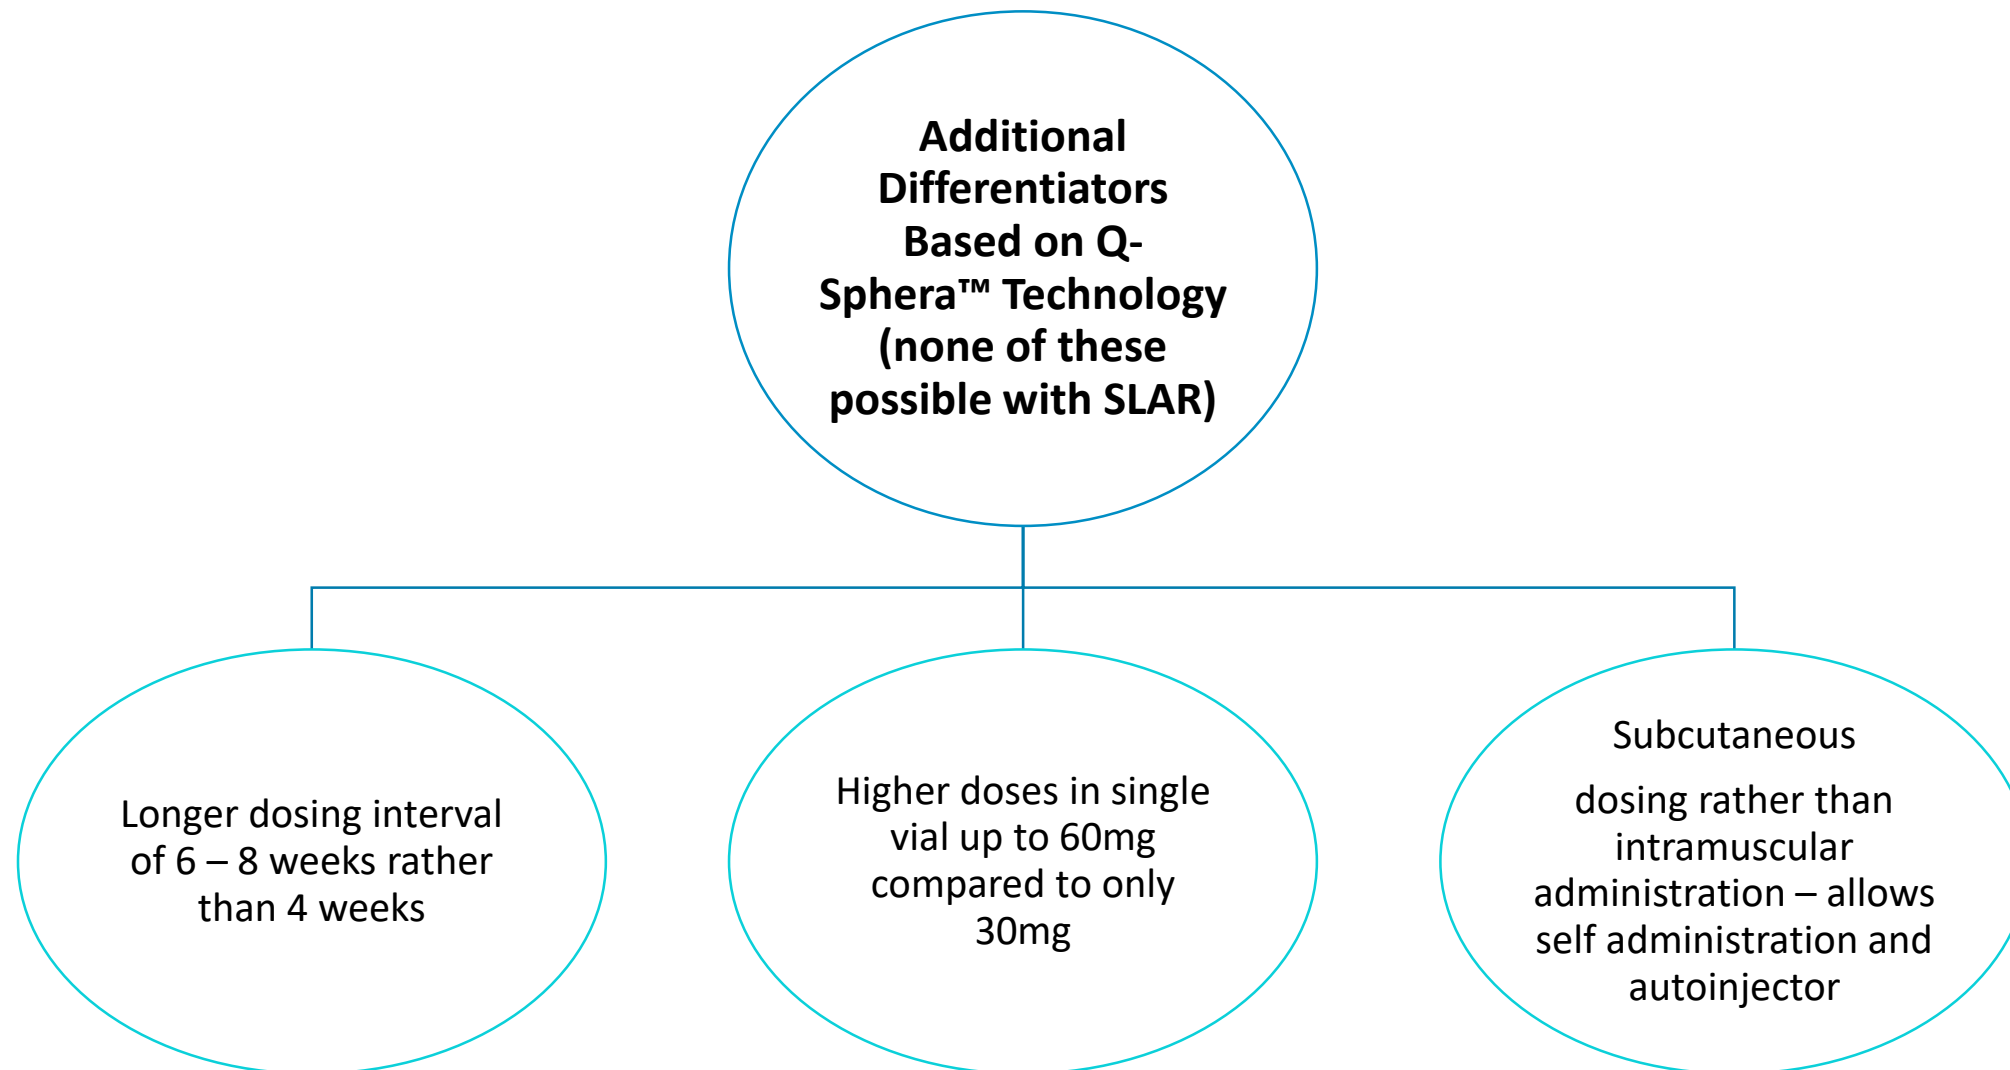 Additional
Differentiators
Based on Q-
Sphera™ Technology
(none of these
possible with SLAR)
Longer dosing interval
of 6 – 8 weeks rather
than 4 weeks
Higher doses in single
vial up to 60mg
compared to only
30mg
Subcutaneous
dosing rather than
intramuscular
administration – allows
self administration and
autoinjector